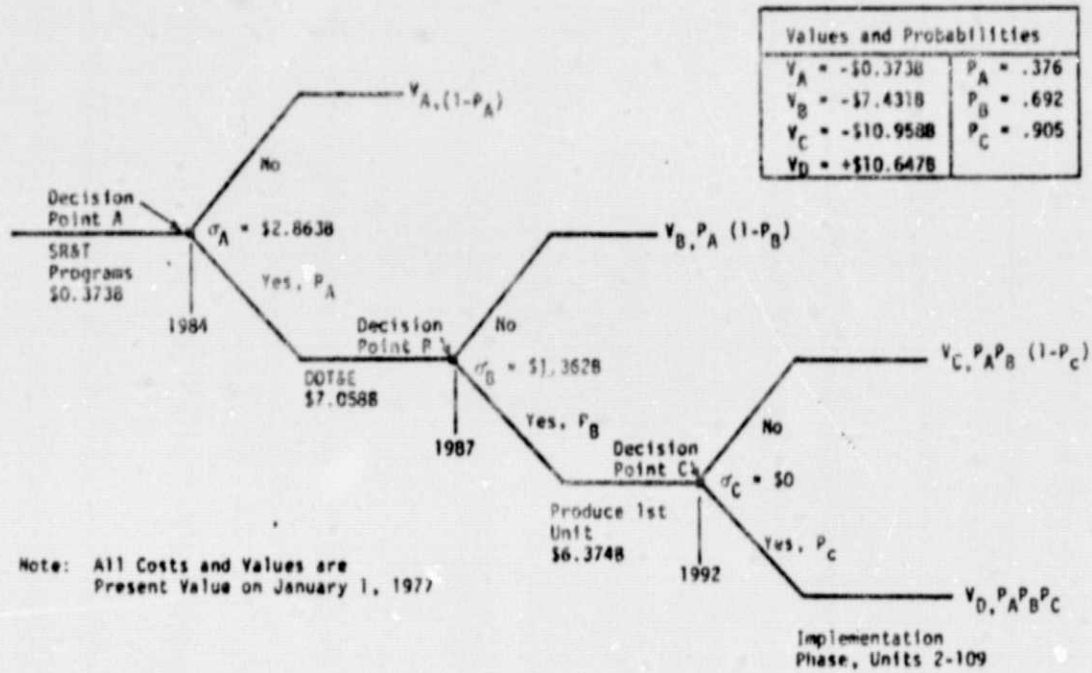 Values and Probabilities
V_A = -$0.373B P_A = .376
V_B = -$7.431B P_B = .692
V_C = -$10.958B P_C = .905
V_D = +$10.647B
V_A, (1-P_A)
No
Decision
Point A
σ_A = $2.863B
SR&T
Programs
$0.373B
Yes, P_A
1984
V_B, P_A (1-P_B)
No
Decision
Point B
σ_B = $1.362B
DOT&E
$7.058B
Yes, P_B
1987
V_C, P_A P_B (1-P_c)
No
Decision
Point C
σ_C = $0
Produce 1st
Unit
$6.374B
Yes, P_c
1992
V_D, P_A P_B P_C
Implementation
Phase, Units 2-109
Note: All Costs and Values are
Present Value on January 1, 1977